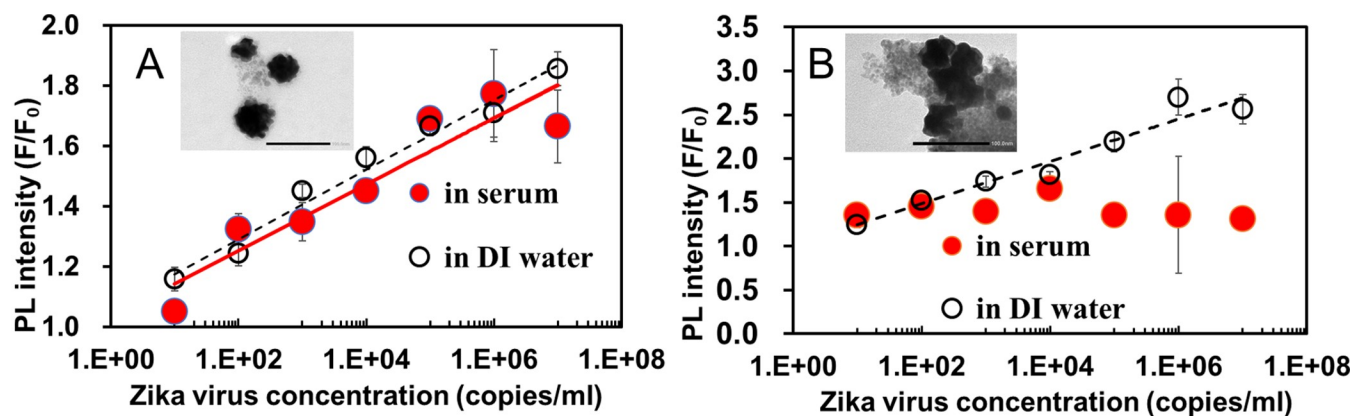 A
2.0
1.8
1.6
1.4
1.2
1.0
PL intensity (F/F0)
in serum
in DI water
1.E+00 1.E+02 1.E+04 1.E+06 1.E+08
Zika virus concentration (copies/ml)
B
3.5
3.0
2.5
2.0
1.5
1.0
0.5
0.0
PL intensity (F/F0)
100.0nm
in serum
in DI water
1.E+00 1.E+02 1.E+04 1.E+06 1.E+08
Zika virus concentration (copies/ml)